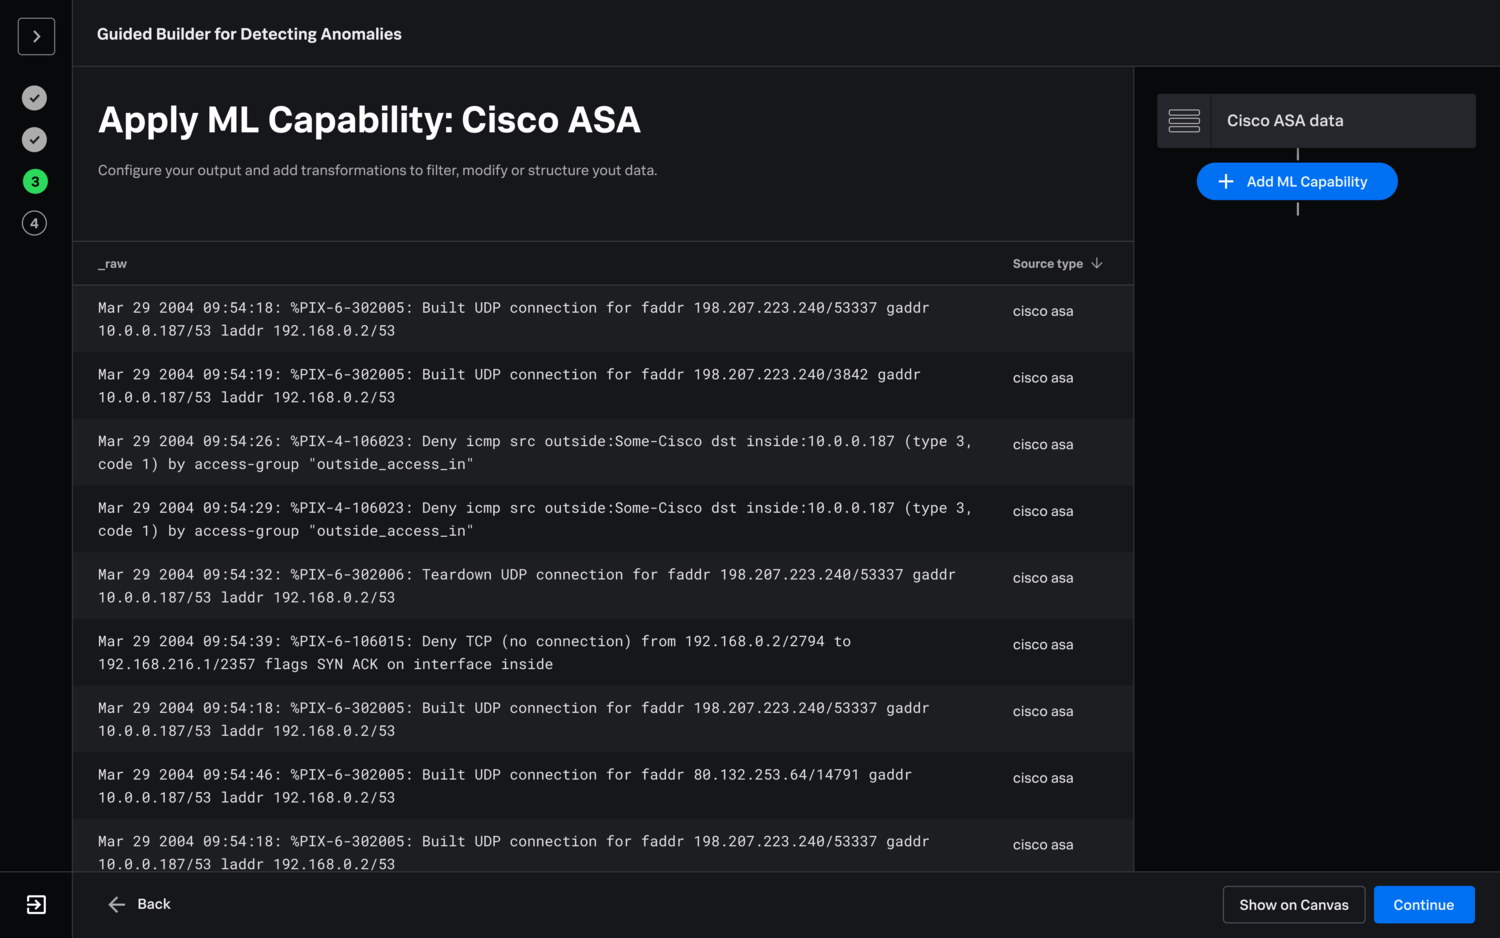 Guided Builder for Detecting Anomalies
3
4
Apply ML Capability: Cisco ASA
Configure your output and add transformations to filter, modify or structure yout data.
_raw
Source type
Mar 29 2004 09:54:18: %PIX-6-302005: Built UDP connection for faddr 198.207.223.240/53337 gaddr
10.0.0.187/53 laddr 192.168.0.2/53
cisco asa
Mar 29 2004 09:54:19: %PIX-6-302005: Built UDP connection for faddr 198.207.223.240/3842 gaddr
10.0.0.187/53 laddr 192.168.0.2/53
cisco asa
Mar 29 2004 09:54:26: %PIX-4-106023: Deny icmp src outside:Some-Cisco dst inside:10.0.0.187 (type 3,
code 1) by access-group "outside_access_in"
cisco asa
Mar 29 2004 09:54:29: %PIX-4-106023: Deny icmp src outside:Some-Cisco dst inside:10.0.0.187 (type 3,
code 1) by access-group "outside_access_in"
cisco asa
Mar 29 2004 09:54:32: %PIX-6-302006: Teardown UDP connection for faddr 198.207.223.240/53337 gaddr
10.0.0.187/53 laddr 192.168.0.2/53
cisco asa
Mar 29 2004 09:54:39: %PIX-6-106015: Deny TCP (no connection) from 192.168.0.2/2794 to
192.168.216.1/2357 flags SYN ACK on interface inside
cisco asa
Mar 29 2004 09:54:18: %PIX-6-302005: Built UDP connection for faddr 198.207.223.240/53337 gaddr
10.0.0.187/53 laddr 192.168.0.2/53
cisco asa
Mar 29 2004 09:54:46: %PIX-6-302005: Built UDP connection for faddr 80.132.253.64/14791 gaddr
10.0.0.187/53 laddr 192.168.0.2/53
cisco asa
Mar 29 2004 09:54:18: %PIX-6-302005: Built UDP connection for faddr 198.207.223.240/53337 gaddr
10.0.0.187/53 laddr 192.168.0.2/53
cisco asa
Cisco ASA data
Add ML Capability
Back
Show on Canvas
Continue